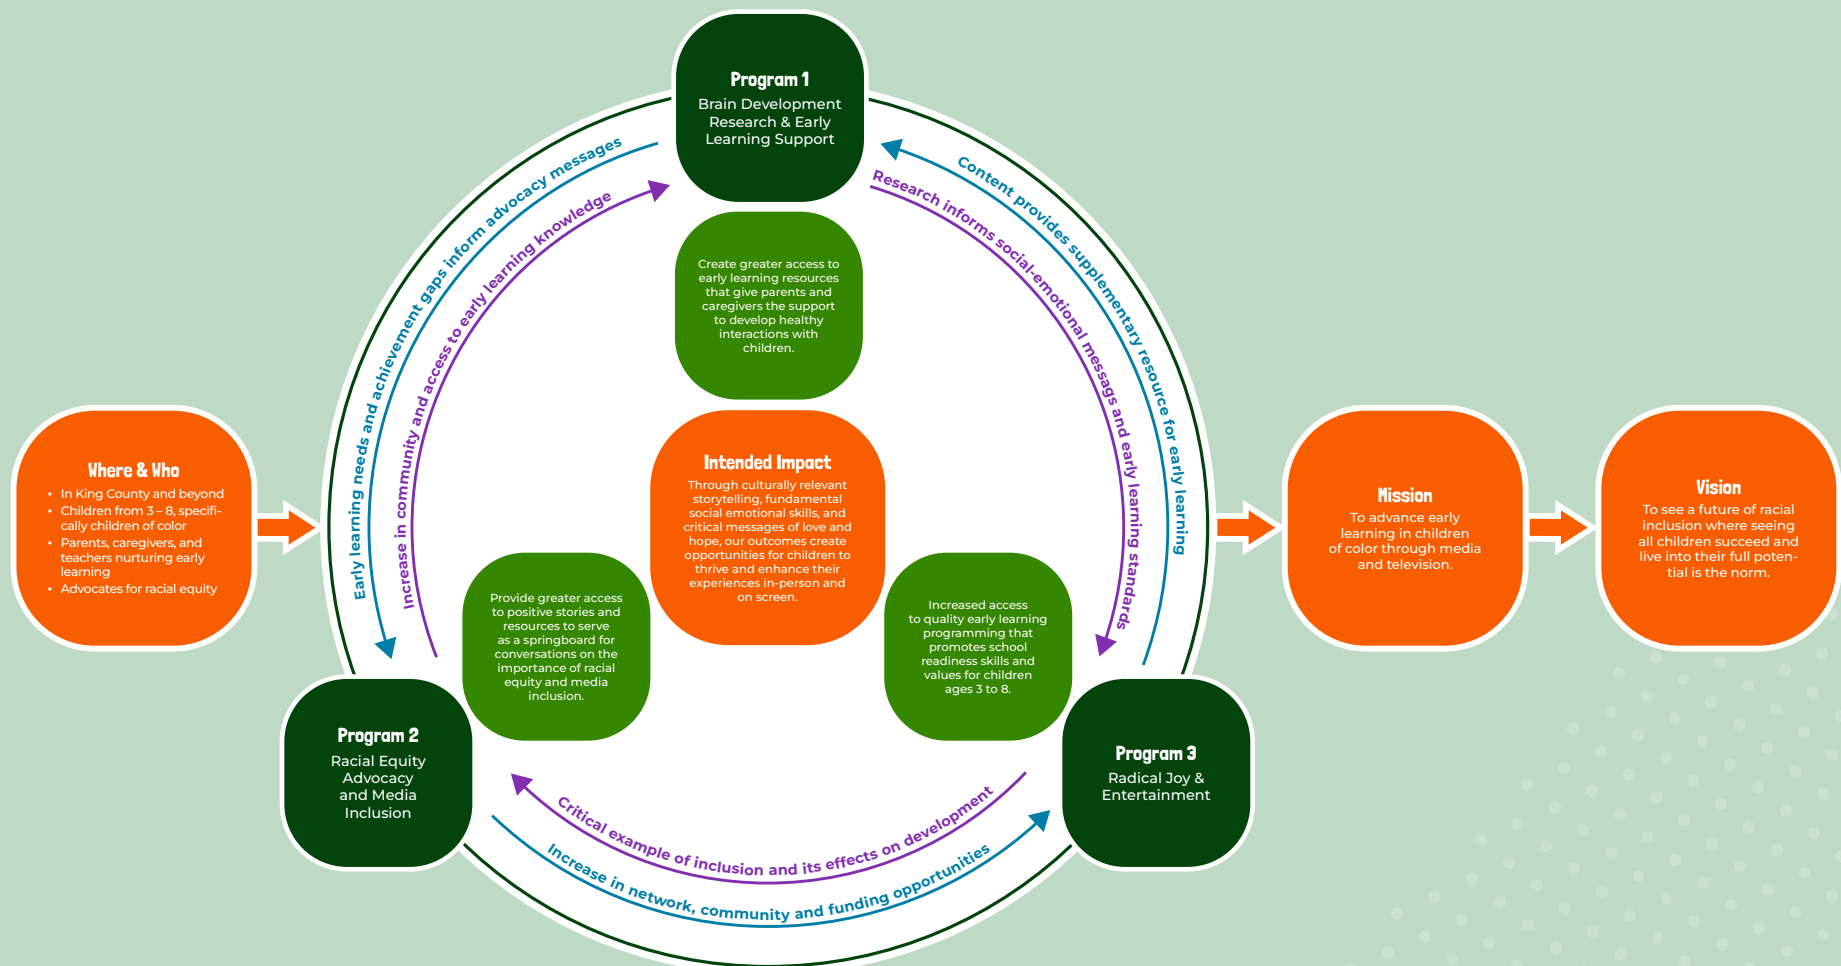 Program 1
Brain Development
Research & Early
Learning Support
Early learning needs and achievement gaps inform advocacy messages
Increase in community and access to early learning knowledge
Research informs social-emotional messags and early learning standards
Content provides supplementary resource for early learning
Create greater access to
early learning resources
that give parents and
caregivers the support
to develop healthy
interactions with
children.
Where & Who
• In King County and beyond
• Children from 3 – 8, specifi-
cally children of color
• Parents, caregivers, and
teachers nurturing early
learning
• Advocates for racial equity
Intended Impact
Through culturally relevant
storytelling, fundamental
social emotional skills, and
critical messages of love and
hope, our outcomes create
opportunities for children to
thrive and enhance their
experiences in-person and
on screen.
Mission
To advance early
learning in children
of color through media
and television.
Vision
To see a future of racial
inclusion where seeing
all children succeed and
live into their full poten-
tial is the norm.
Provide greater access
to positive stories and
resources to serve
as a springboard for
conversations on the
importance of racial
equity and media
inclusion.
Increased access
to quality early learning
programming that
promotes school
readiness skills and
values for children
ages 3 to 8.
Program 2
Racial Equity
Advocacy
and Media
Inclusion
Program 3
Radical Joy &
Entertainment
Critical example of inclusion and its effects on development
Increase in network, community and funding opportunities